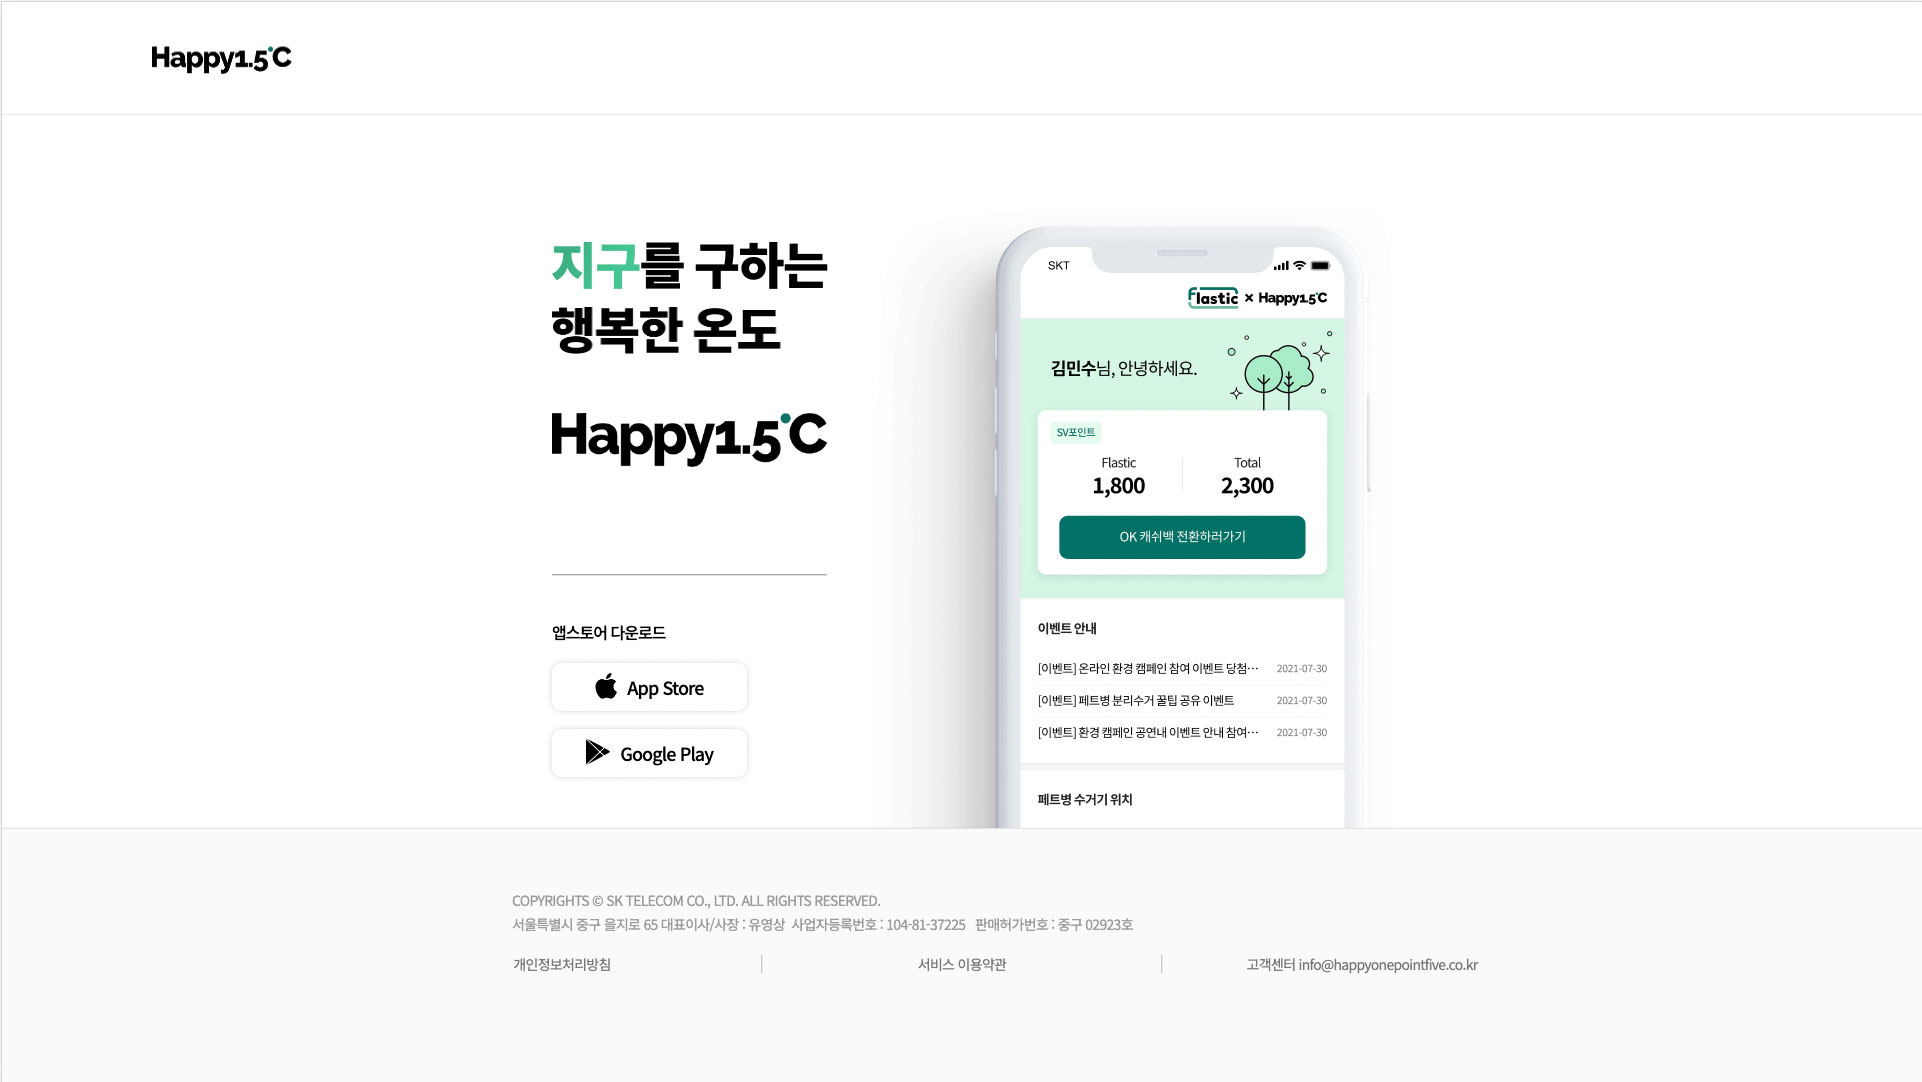 Happy1.5°C
지구를 구하는
행복한 온도
Happy1.5°C
앱스토어 다운로드
App Store
Google Play
SKT
Flastic × Happy1.5°C
김민수님, 안녕하세요.
SV포인트
Flastic Total
1,800 2,300
OK 캐쉬백 전환하러가기
이벤트 안내
[이벤트] 온라인 환경 캠페인 참여 이벤트 당첨… 2021-07-30
[이벤트] 페트병 분리수거 꿀팁 공유 이벤트 2021-07-30
[이벤트] 환경 캠페인 공연내 이벤트 안내 참여… 2021-07-30
페트병 수거기 위치
COPYRIGHTS © SK TELECOM CO., LTD. ALL RIGHTS RESERVED.
서울특별시 중구 을지로 65 대표이사/사장 : 유영상 사업자등록번호 : 104-81-37225 판매허가번호 : 중구 02923호
개인정보처리방침 | 서비스 이용약관 | 고객센터 info@happyonepointfive.co.kr